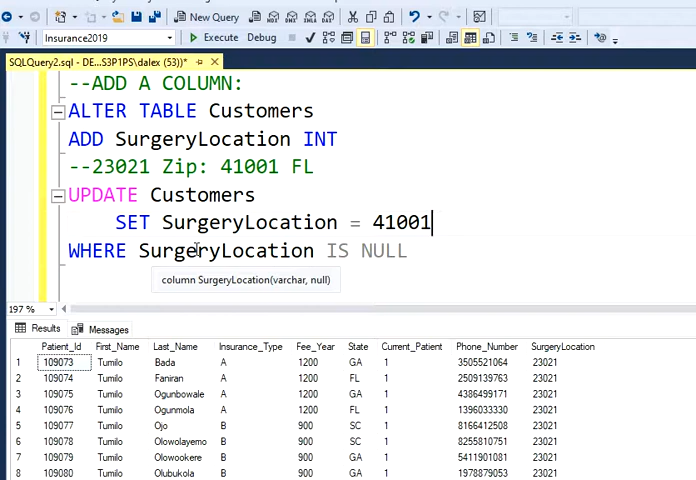 New Query
MDX DMX XMLA DAX
Insurance2019 Execute Debug
SQLQuery2.sql - DE...S3P1PS\dalex (53))*
--ADD A COLUMN:
ALTER TABLE Customers
ADD SurgeryLocation INT
--23021 Zip: 41001 FL
UPDATE Customers
SET SurgeryLocation = 41001
WHERE SurgeryLocation IS NULL
column SurgeryLocation(varchar, null)
197 %
Results Messages
Patient_Id First_Name Last_Name Insurance_Type Fee_Year State Current_Patient Phone_Number SurgeryLocation
1 109073 Tumilo Bada A 1200 GA 1 3505521064 23021
2 109074 Tumilo Faniran A 1200 FL 1 2509139763 23021
3 109075 Tumilo Ogunbowale A 1200 GA 1 4386499171 23021
4 109076 Tumilo Ogunmola A 1200 FL 1 1396033330 23021
5 109077 Tumilo Ojo B 900 SC 1 8166412508 23021
6 109078 Tumilo Olowolayemo B 900 SC 1 8255810751 23021
7 109079 Tumilo Olowookere B 900 GA 1 5411901081 23021
8 109080 Tumilo Olubukola B 900 GA 1 1978879053 23021